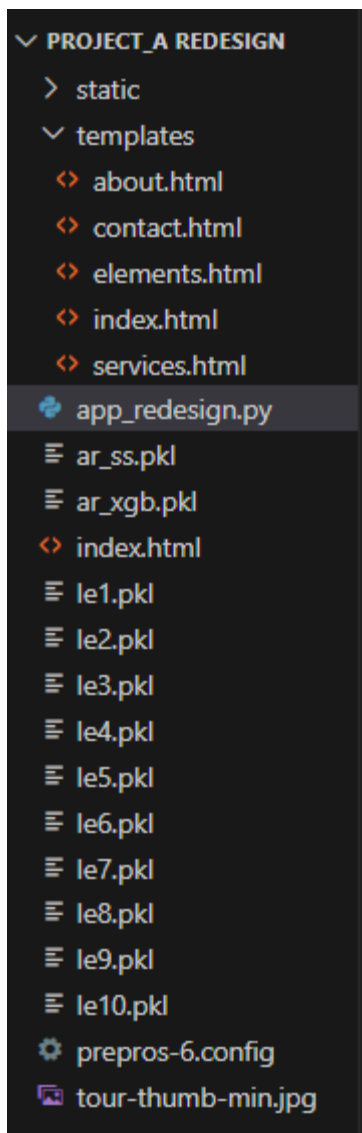 PROJECT_A REDESIGN
static
templates
about.html
contact.html
elements.html
index.html
services.html
app_redesign.py
ar_ss.pkl
ar_xgb.pkl
index.html
le1.pkl
le2.pkl
le3.pkl
le4.pkl
le5.pkl
le6.pkl
le7.pkl
le8.pkl
le9.pkl
le10.pkl
prepros-6.config
tour-thumb-min.jpg